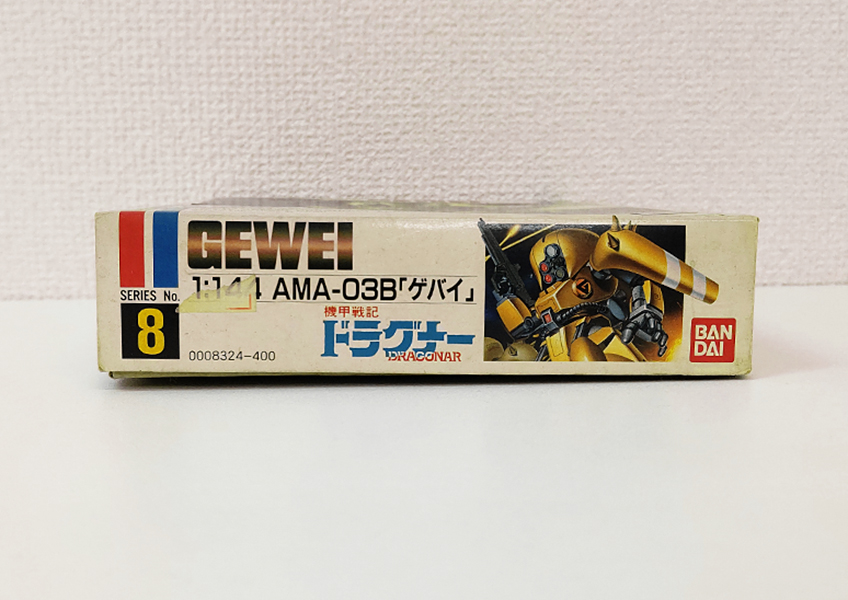 GEWEI
1:144 AMA-03B「ゲバイ」
SERIES No.
8
0008324-400
機甲戦記
ドラグナー
DRAGONAR
BAN
DAI